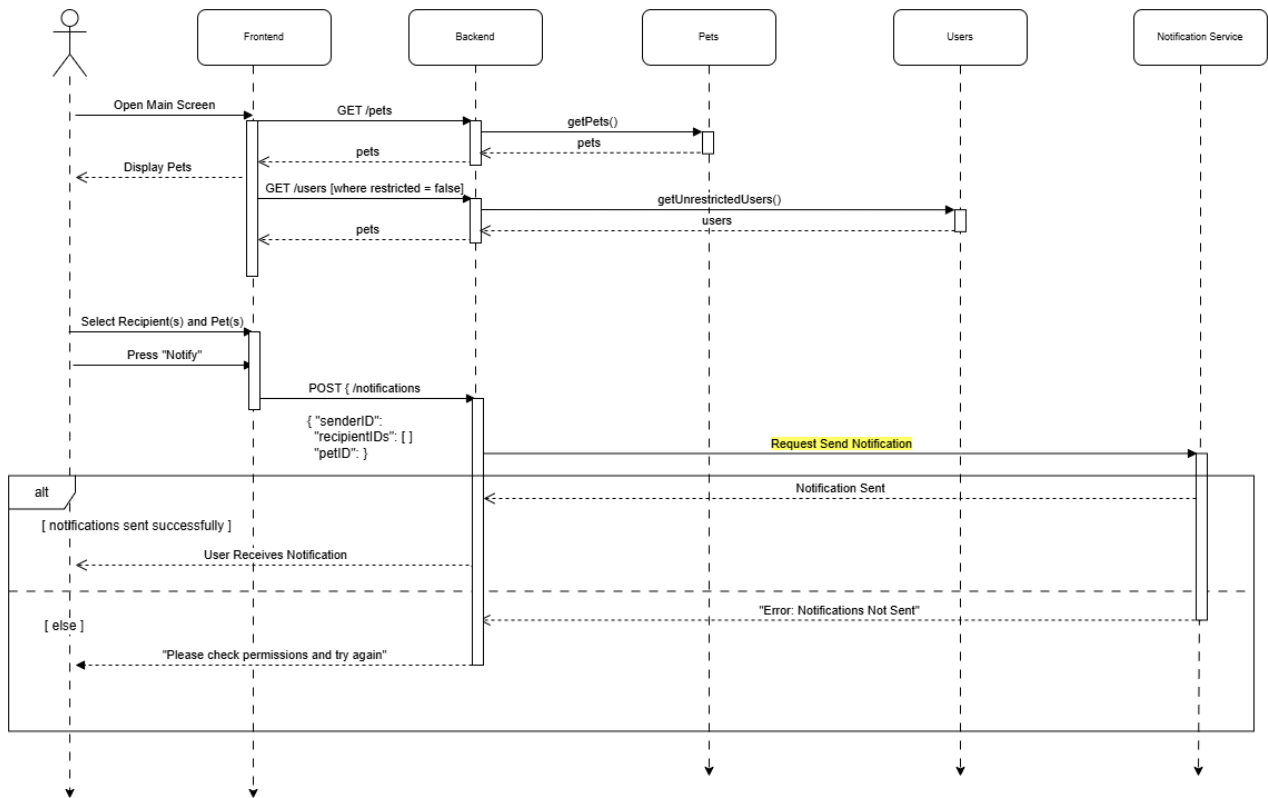 Frontend
Backend
Pets
Users
Notification Service
Open Main Screen
GET /pets
getPets()
pets
pets
Display Pets
GET /users [where restricted = false]
getUnrestrictedUsers()
users
pets
Select Recipient(s) and Pet(s)
Press "Notify"
POST { /notifications
{ "senderID":
"recipientIDs": [ ]
"petID": }
Request Send Notification
alt
Notification Sent
[ notifications sent successfully ]
User Receives Notification
"Error: Notifications Not Sent"
[ else ]
"Please check permissions and try again"